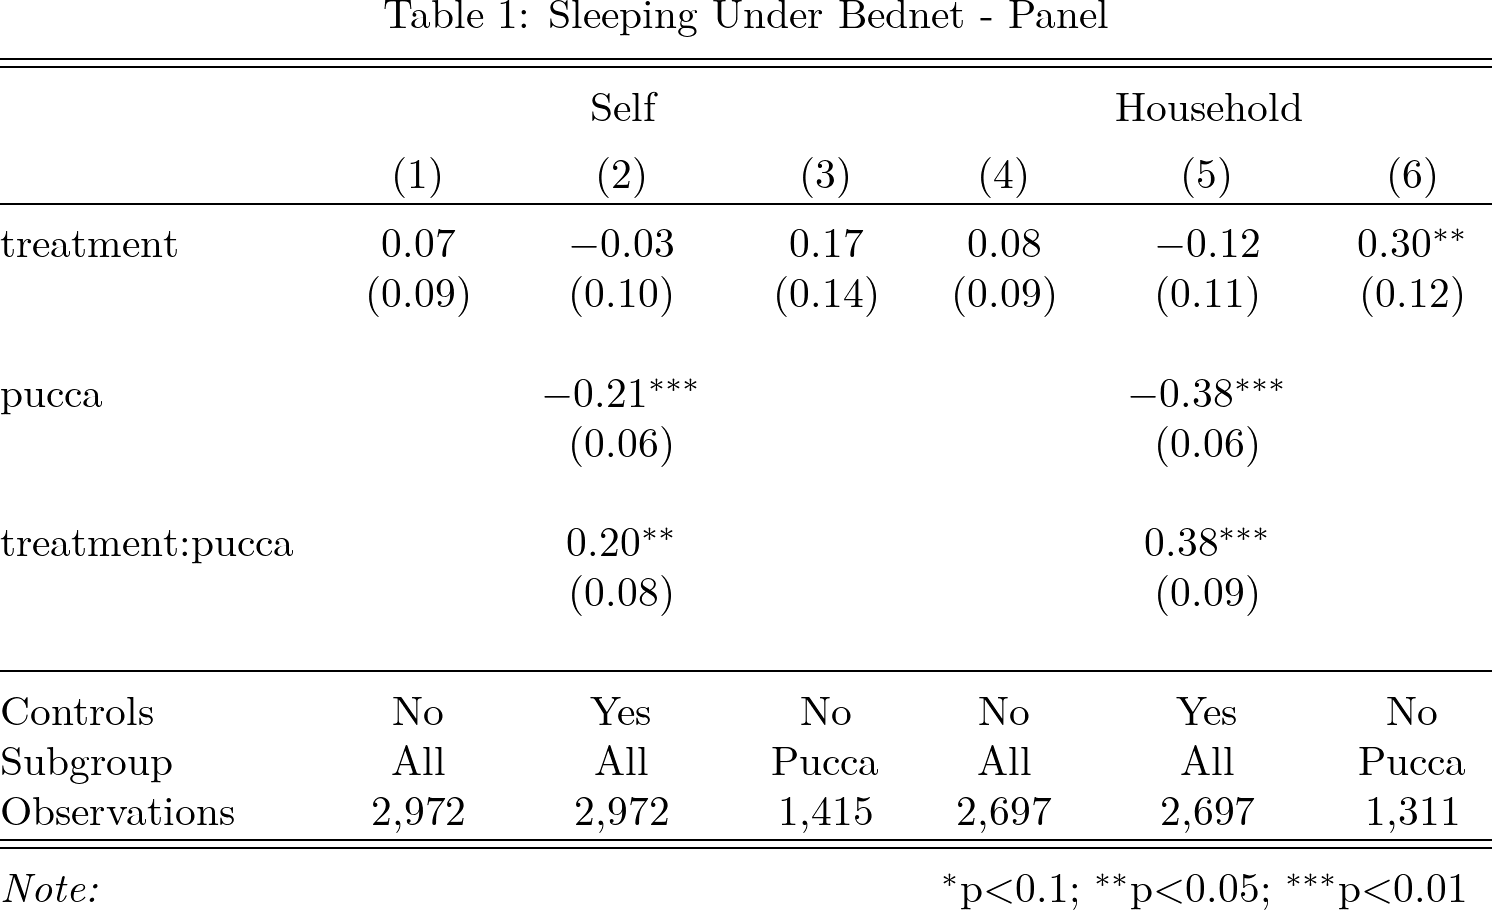 Table 1: Sleeping Under Bednet - Panel
Self Household
(1) (2) (3) (4) (5) (6)
treatment 0.07 −0.03 0.17 0.08 −0.12 0.30**
(0.09) (0.10) (0.14) (0.09) (0.11) (0.12)
pucca −0.21*** −0.38***
(0.06) (0.06)
treatment:pucca 0.20** 0.38***
(0.08) (0.09)
Controls No Yes No No Yes No
Subgroup All All Pucca All All Pucca
Observations 2,972 2,972 1,415 2,697 2,697 1,311
Note: *p<0.1; **p<0.05; ***p<0.01